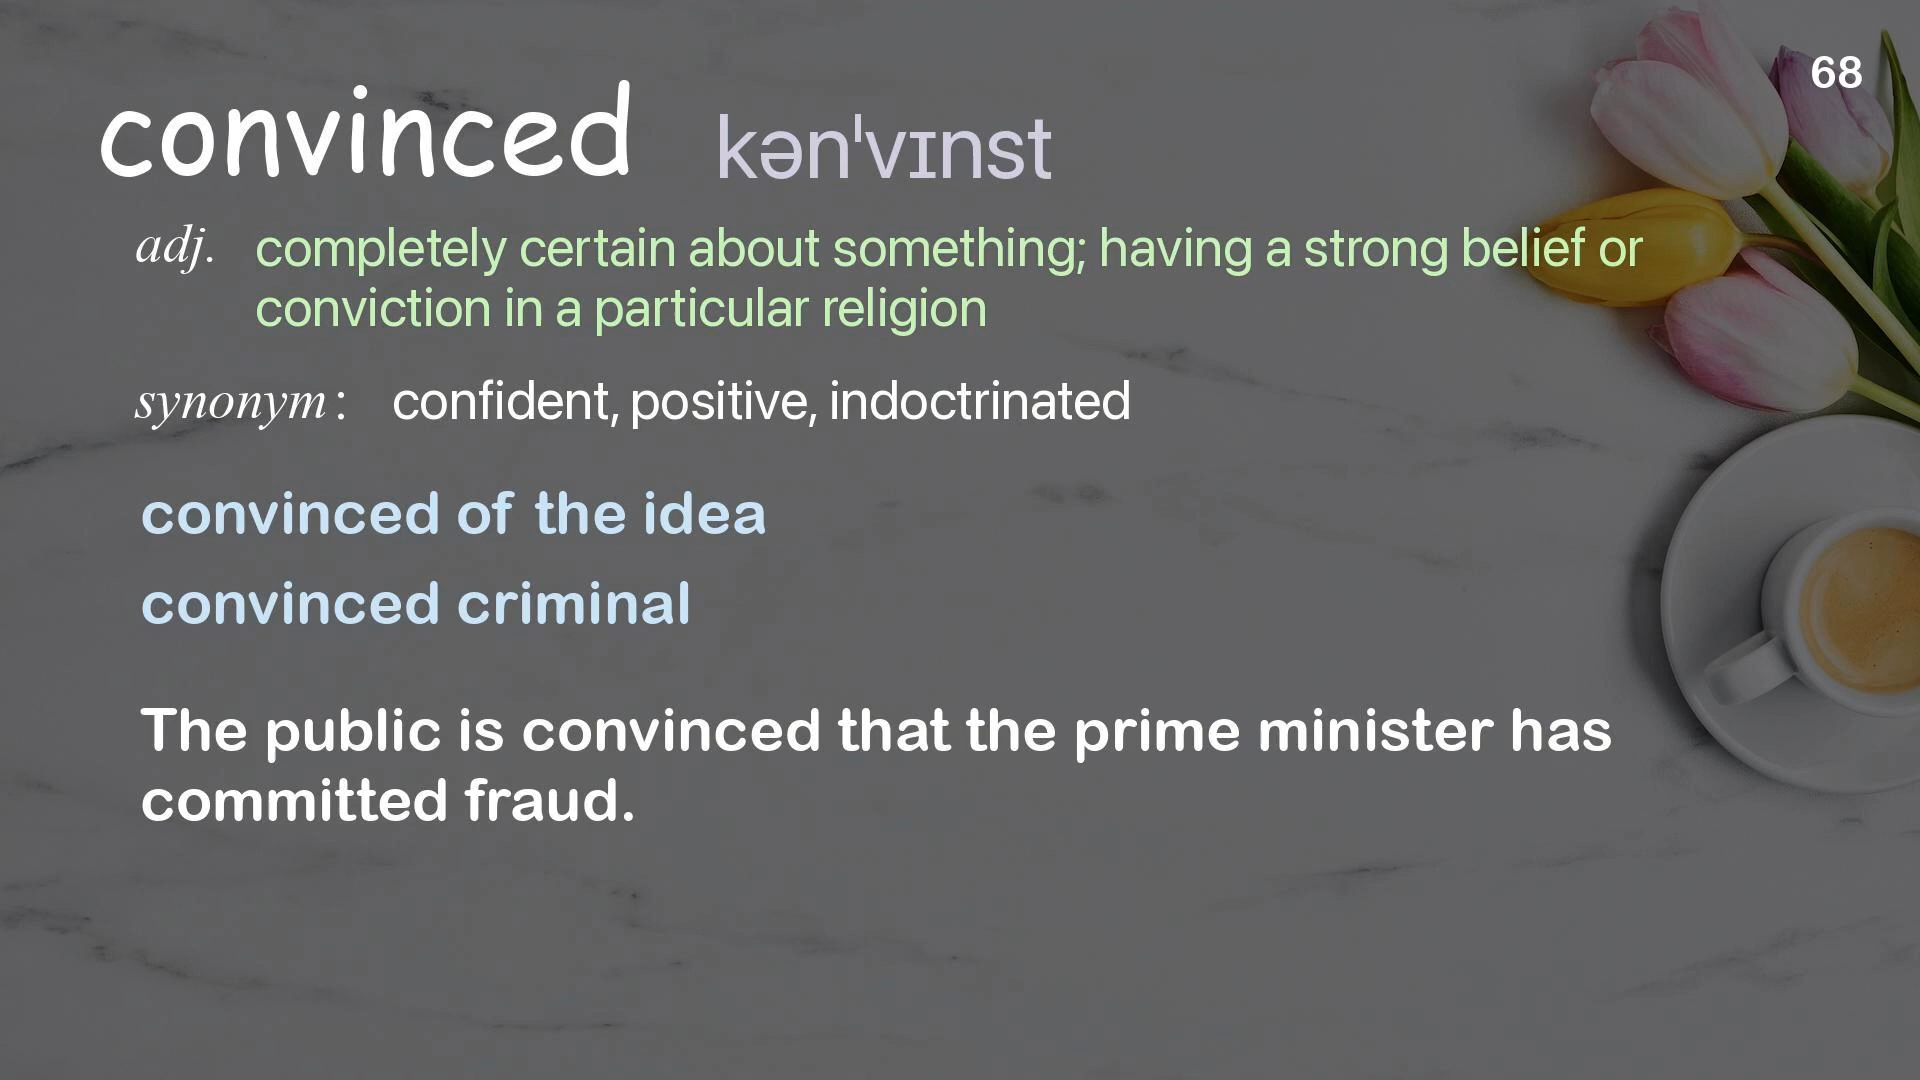 68
convinced kən'vɪnst
adj. completely certain about something; having a strong belief or
conviction in a particular religion
synonym : confident, positive, indoctrinated
convinced of the idea
convinced criminal
The public is convinced that the prime minister has
committed fraud.